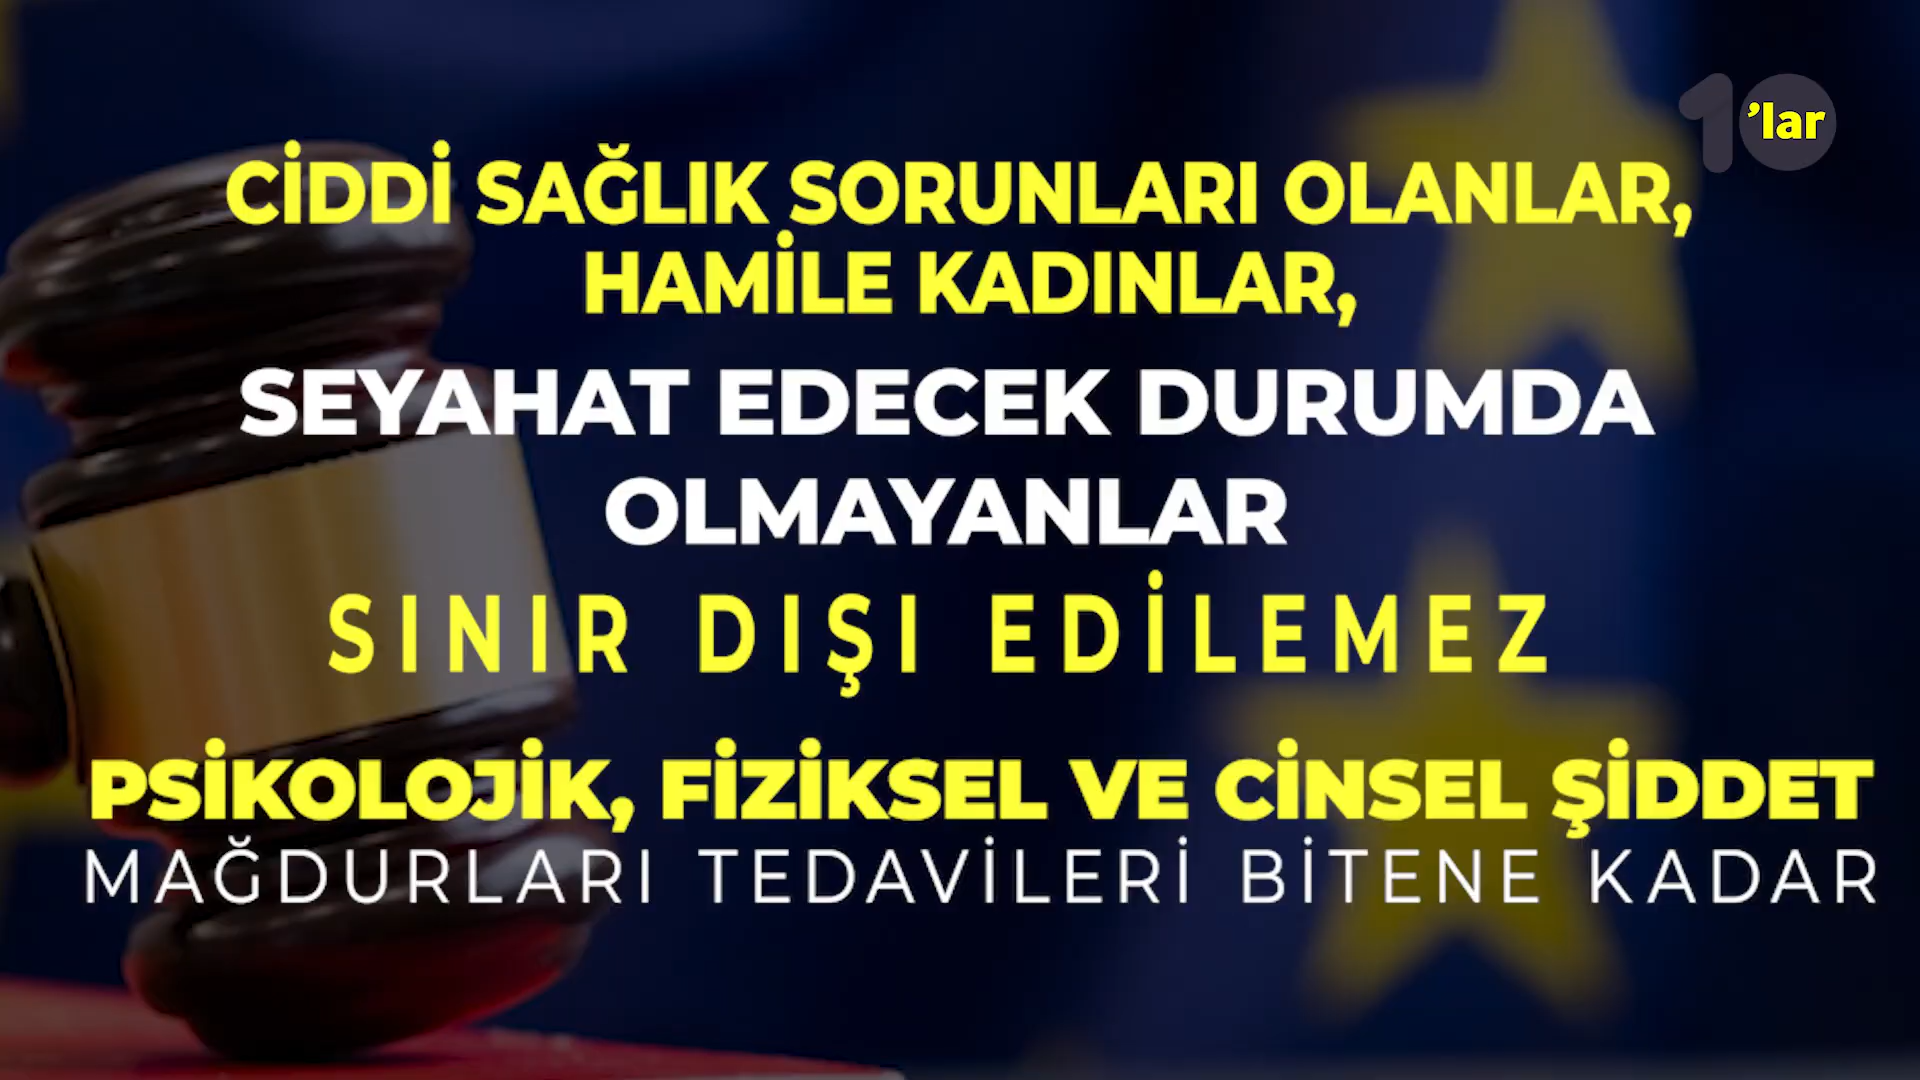 10'lar
CİDDİ SAĞLIK SORUNLARI OLANLAR,
HAMİLE KADINLAR,
SEYAHAT EDECEK DURUMDA
OLMAYANLAR
SINIR DIŞI EDİLEMEZ
PSİKOLOJİK, FİZİKSEL VE CİNSEL ŞİDDET
MAĞDURLARI TEDAVİLERİ BİTENE KADAR